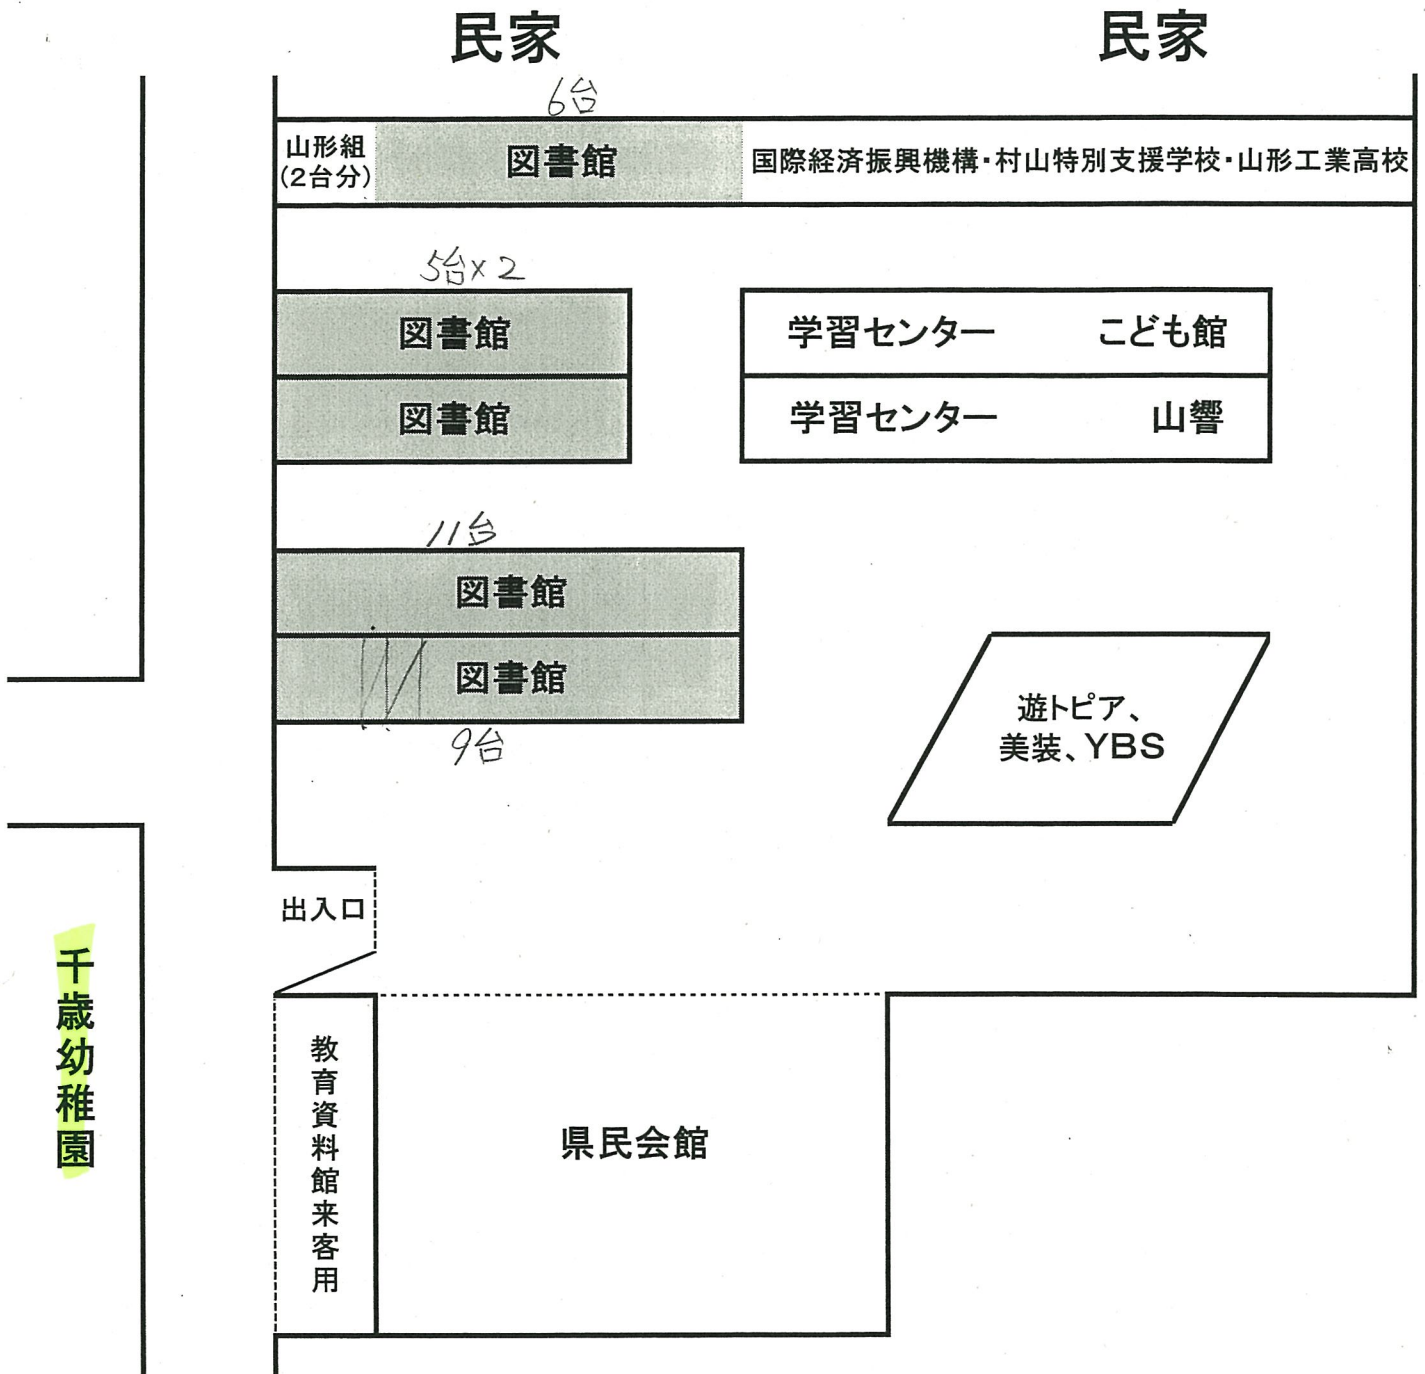 民家
民家
6台
山形組
(2台分)
図書館
国際経済振興機構・村山特別支援学校・山形工業高校
5台×2
図書館
学習センター　こども館
図書館
学習センター　山響
11台
図書館
図書館
9台
遊トピア、
美装、YBS
出入口
千歳幼稚園
教育資料館来客用
県民会館